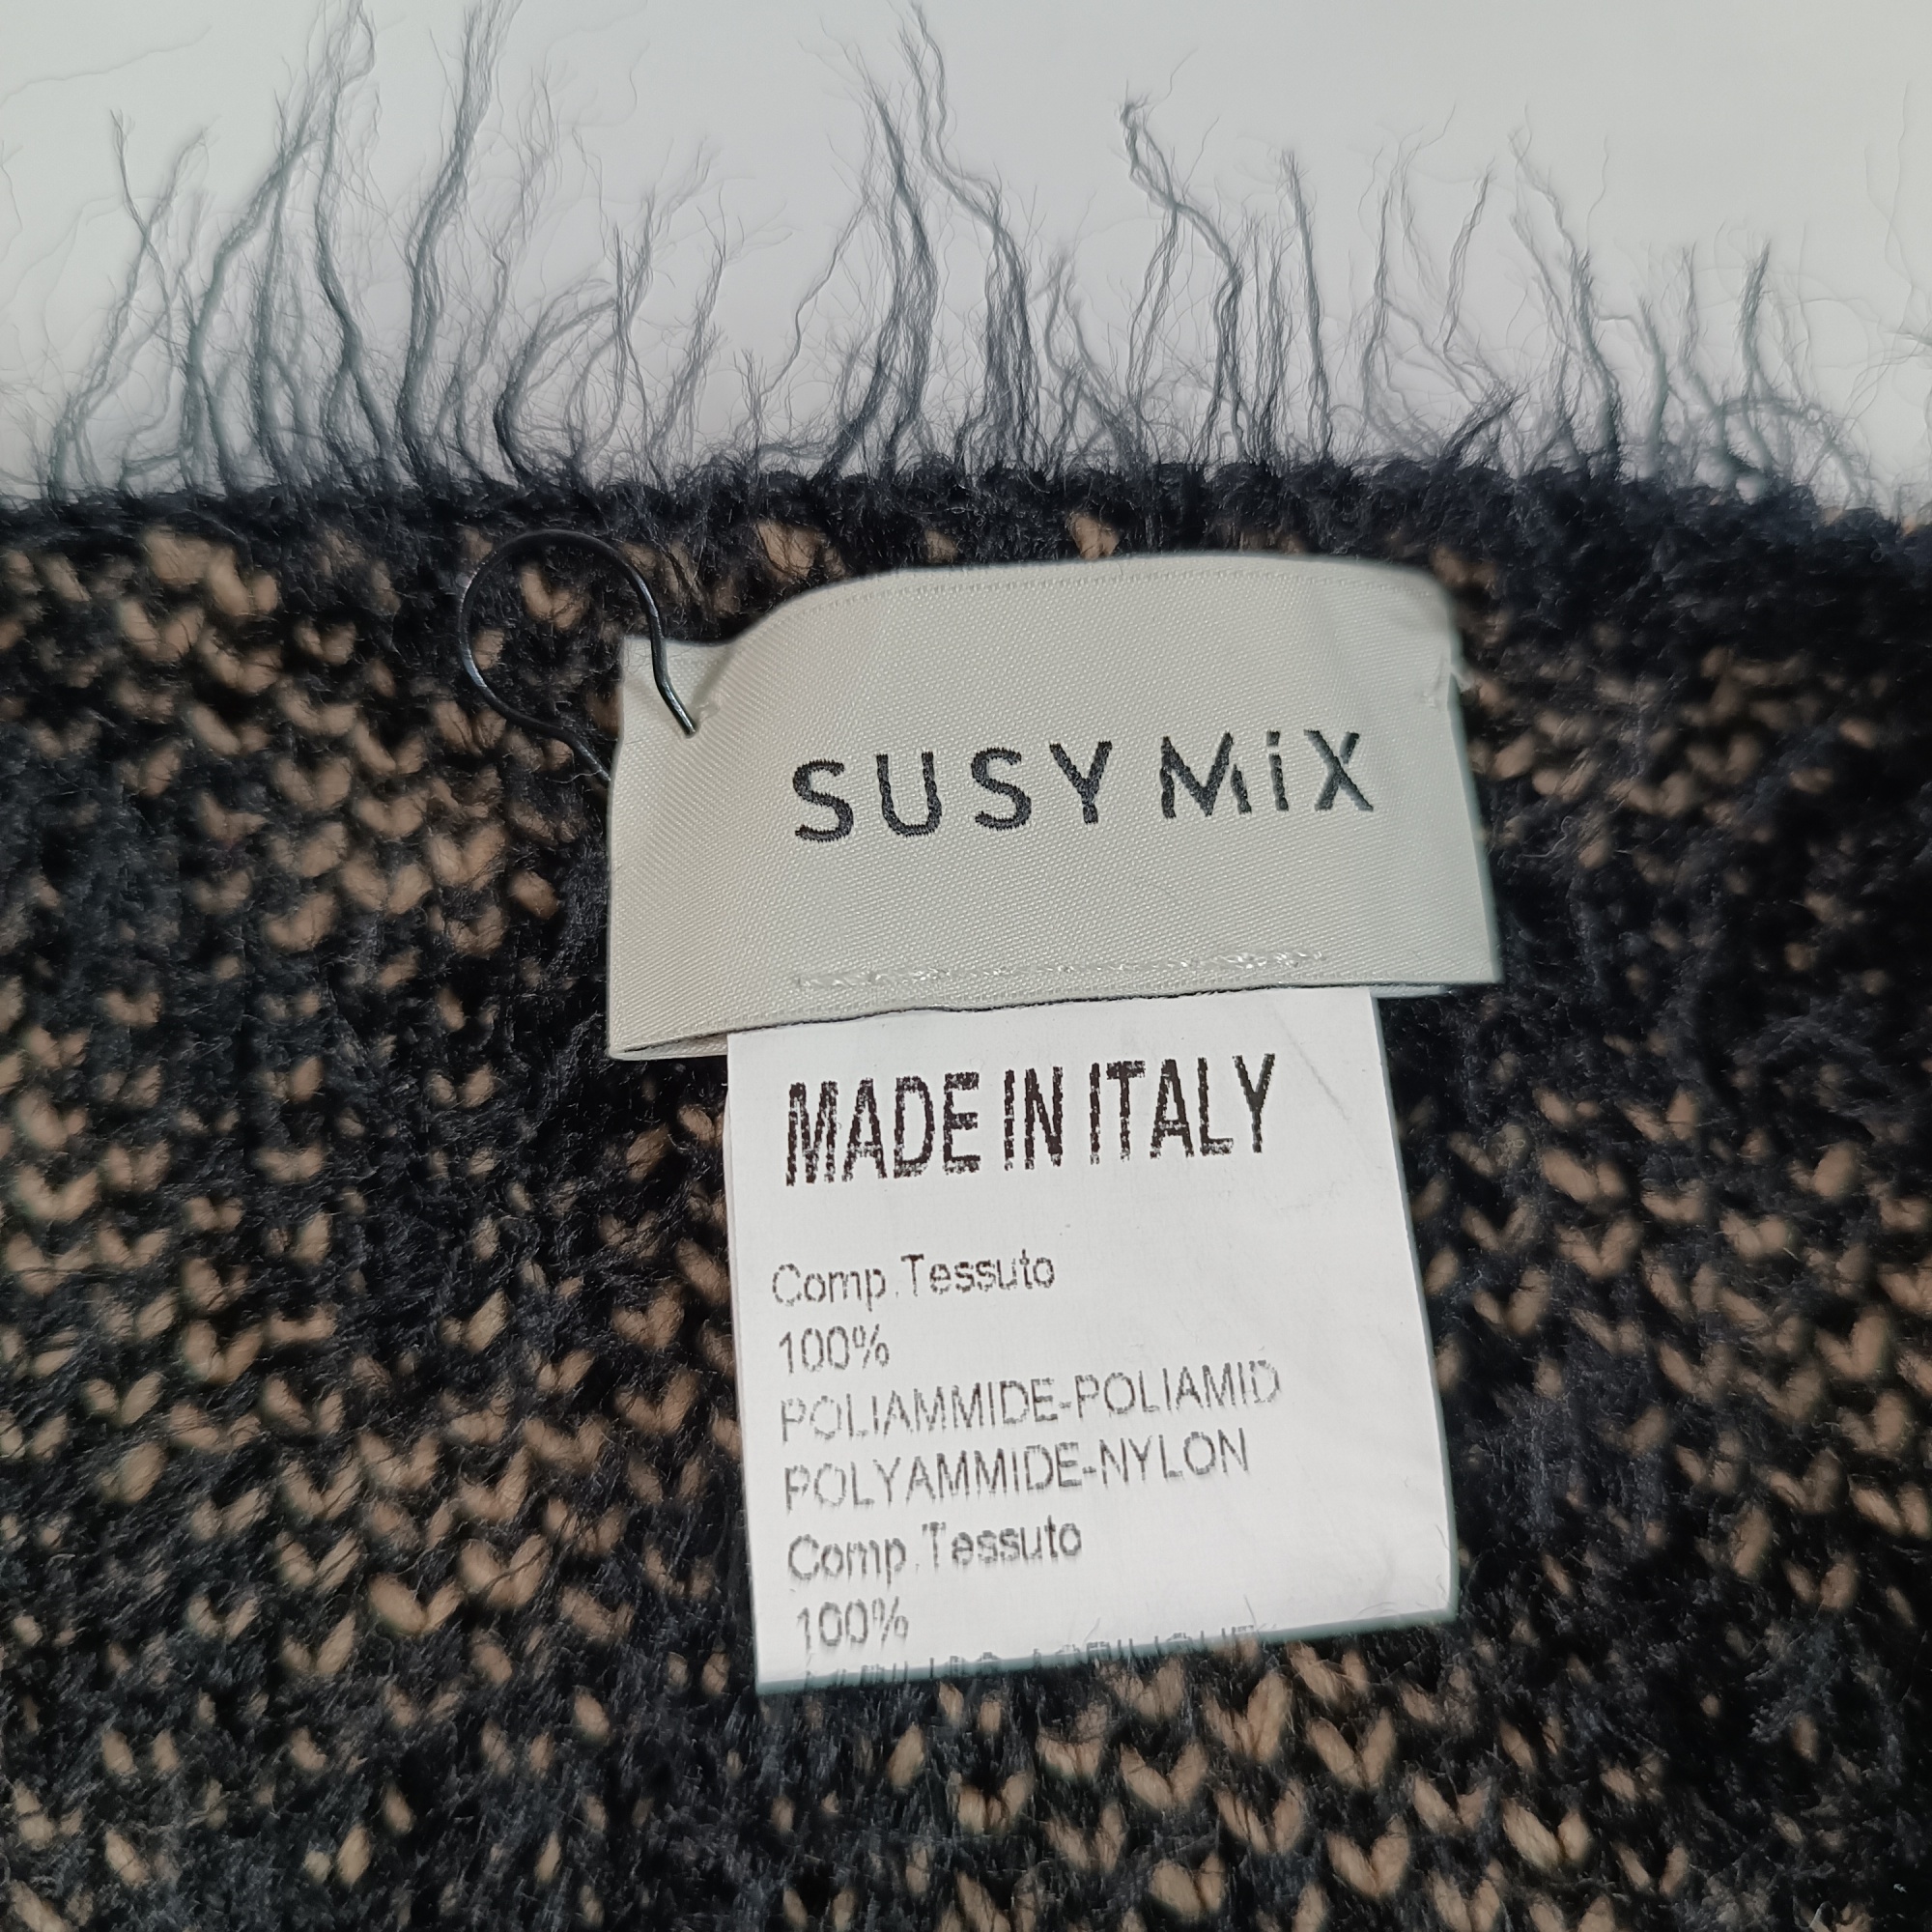 SUSY MiX
MADE IN ITALY
Comp.Tessuto
100%
POLIAMMIDE-POLIAMID
POLYAMMIDE-NYLON
Comp.Tessuto
100%